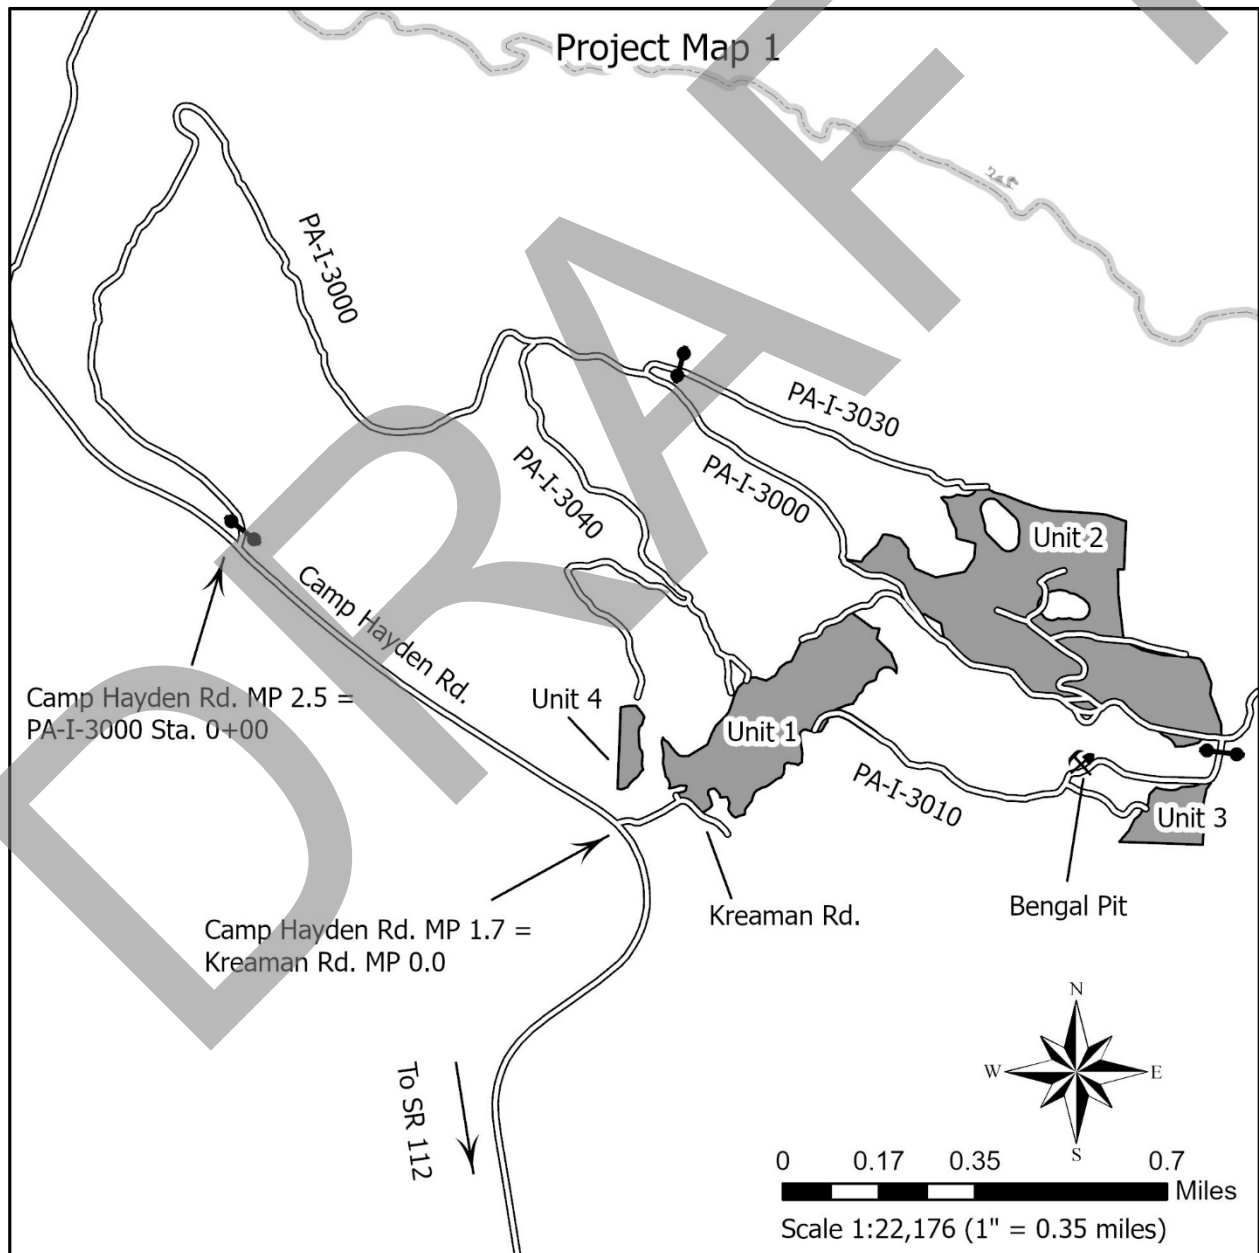 Project Map 1
PA-I-3000
PA-I-3030
PA-I-3000
PA-I-3040
Unit 2
Camp Hayden Rd.
Camp Hayden Rd. MP 2.5 =
PA-I-3000 Sta. 0+00
Unit 4
Unit 1
PA-I-3010
Unit 3
Bengal Pit
Kreaman Rd.
Camp Hayden Rd. MP 1.7 =
Kreaman Rd. MP 0.0
To SR 112
N
W
E
S
0 0.17 0.35 0.7
Miles
Scale 1:22,176 (1" = 0.35 miles)
DRAFT